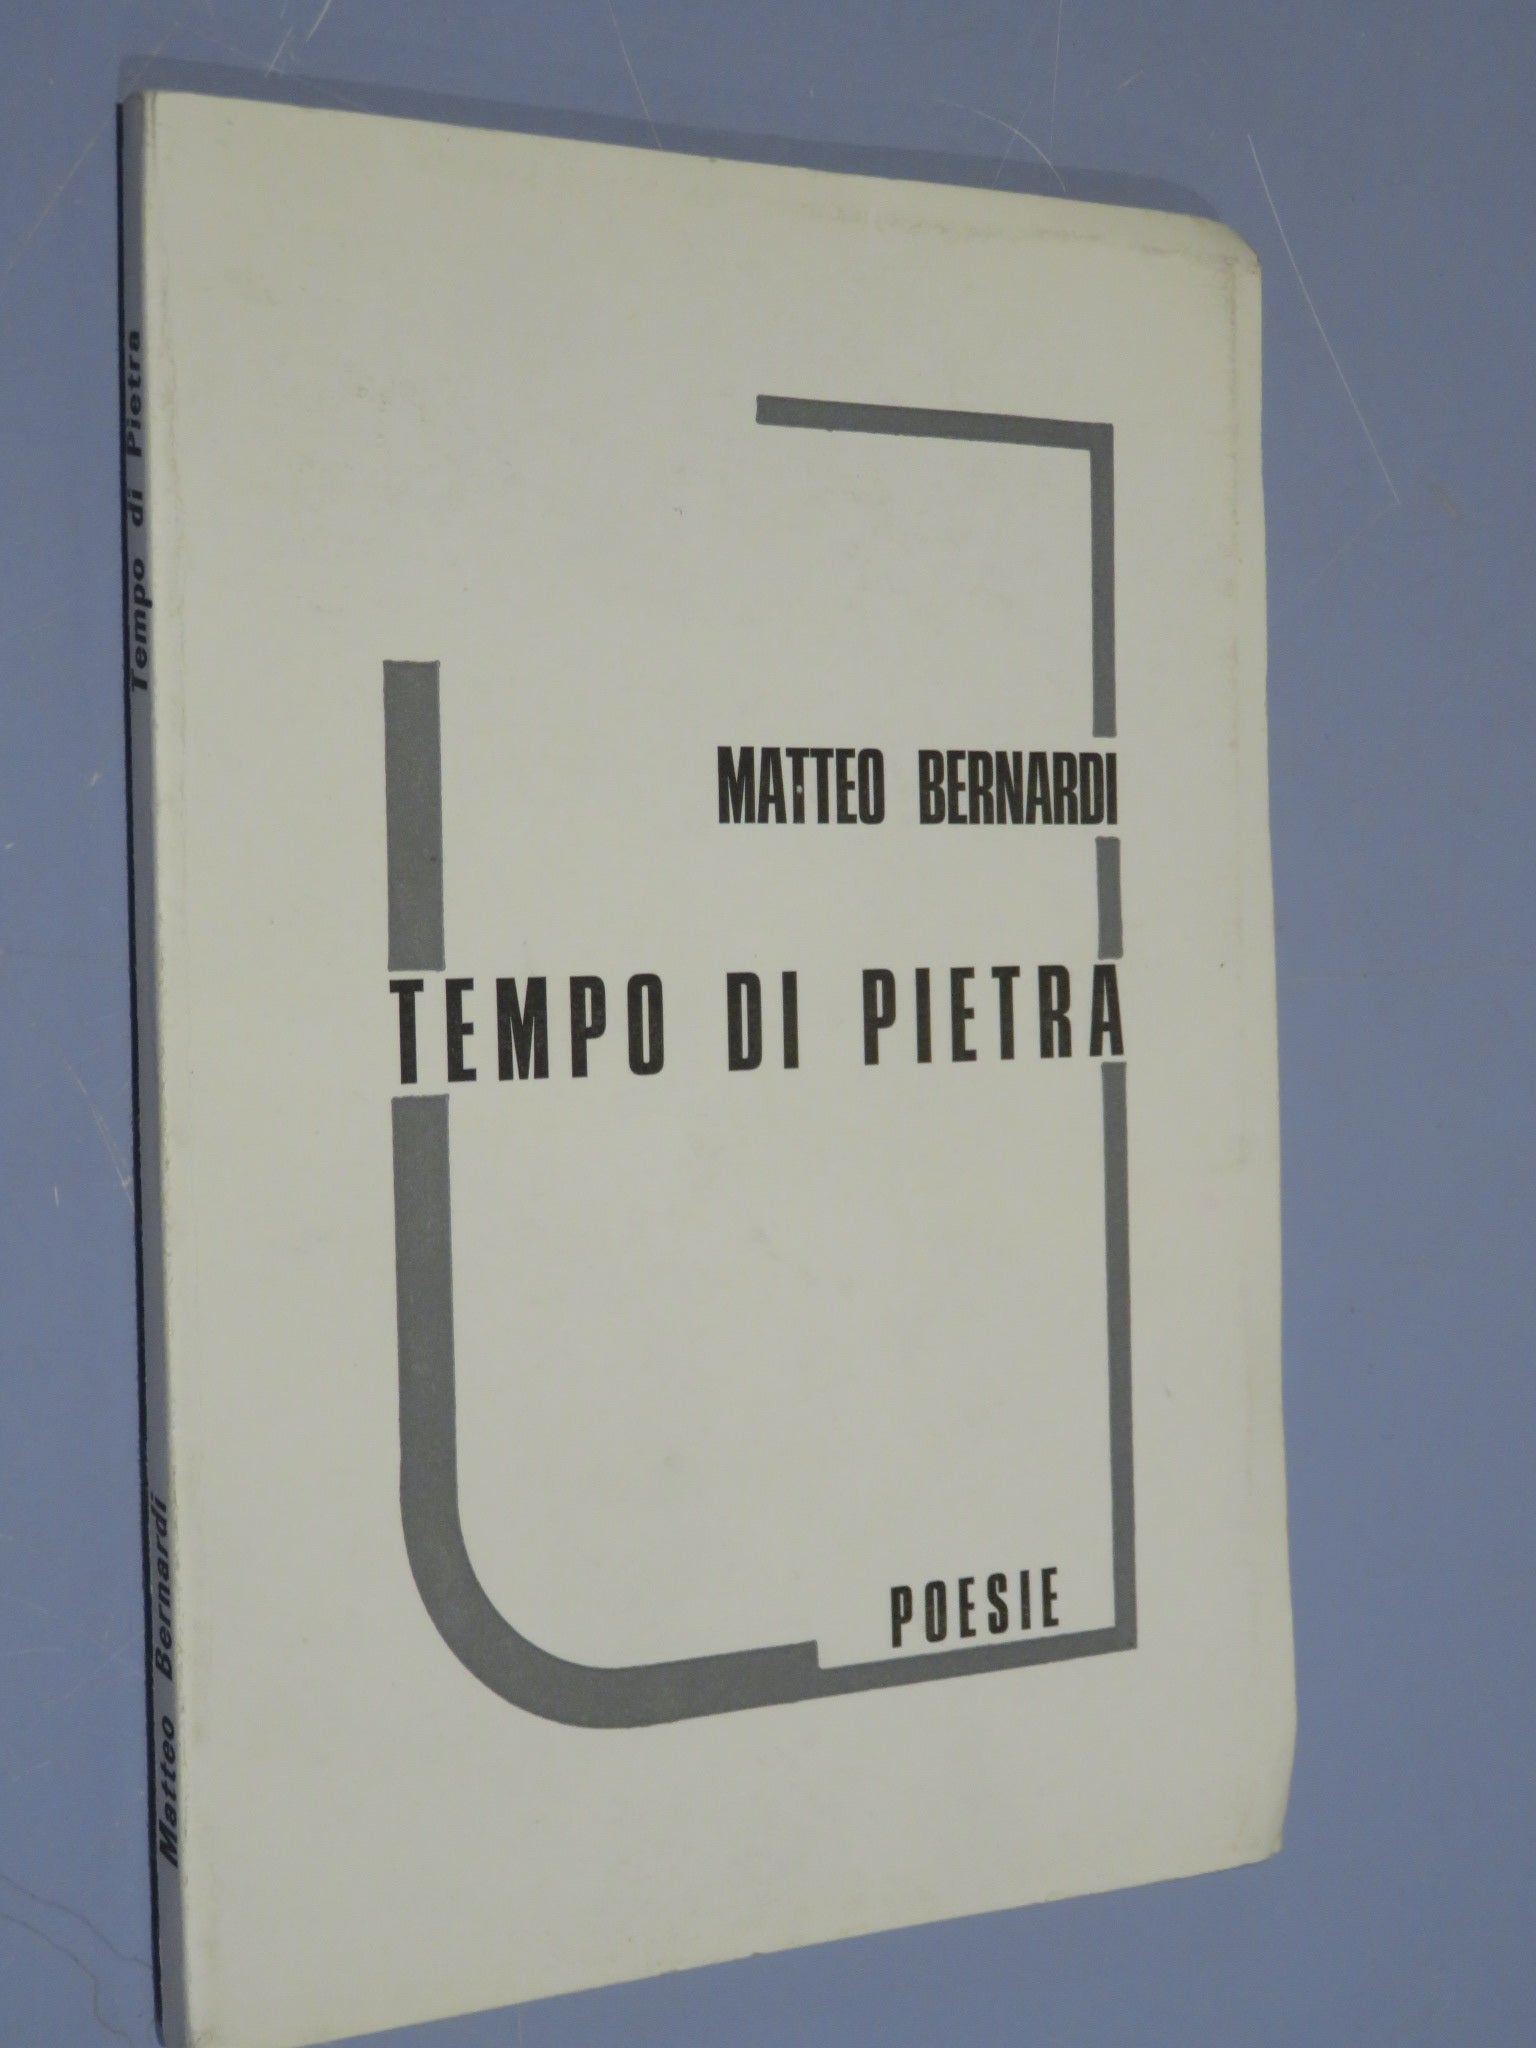 MATTEO BERNARDI
TEMPO DI PIETRA
POESIE
Matteo Bernardi
Tempo di Pietra